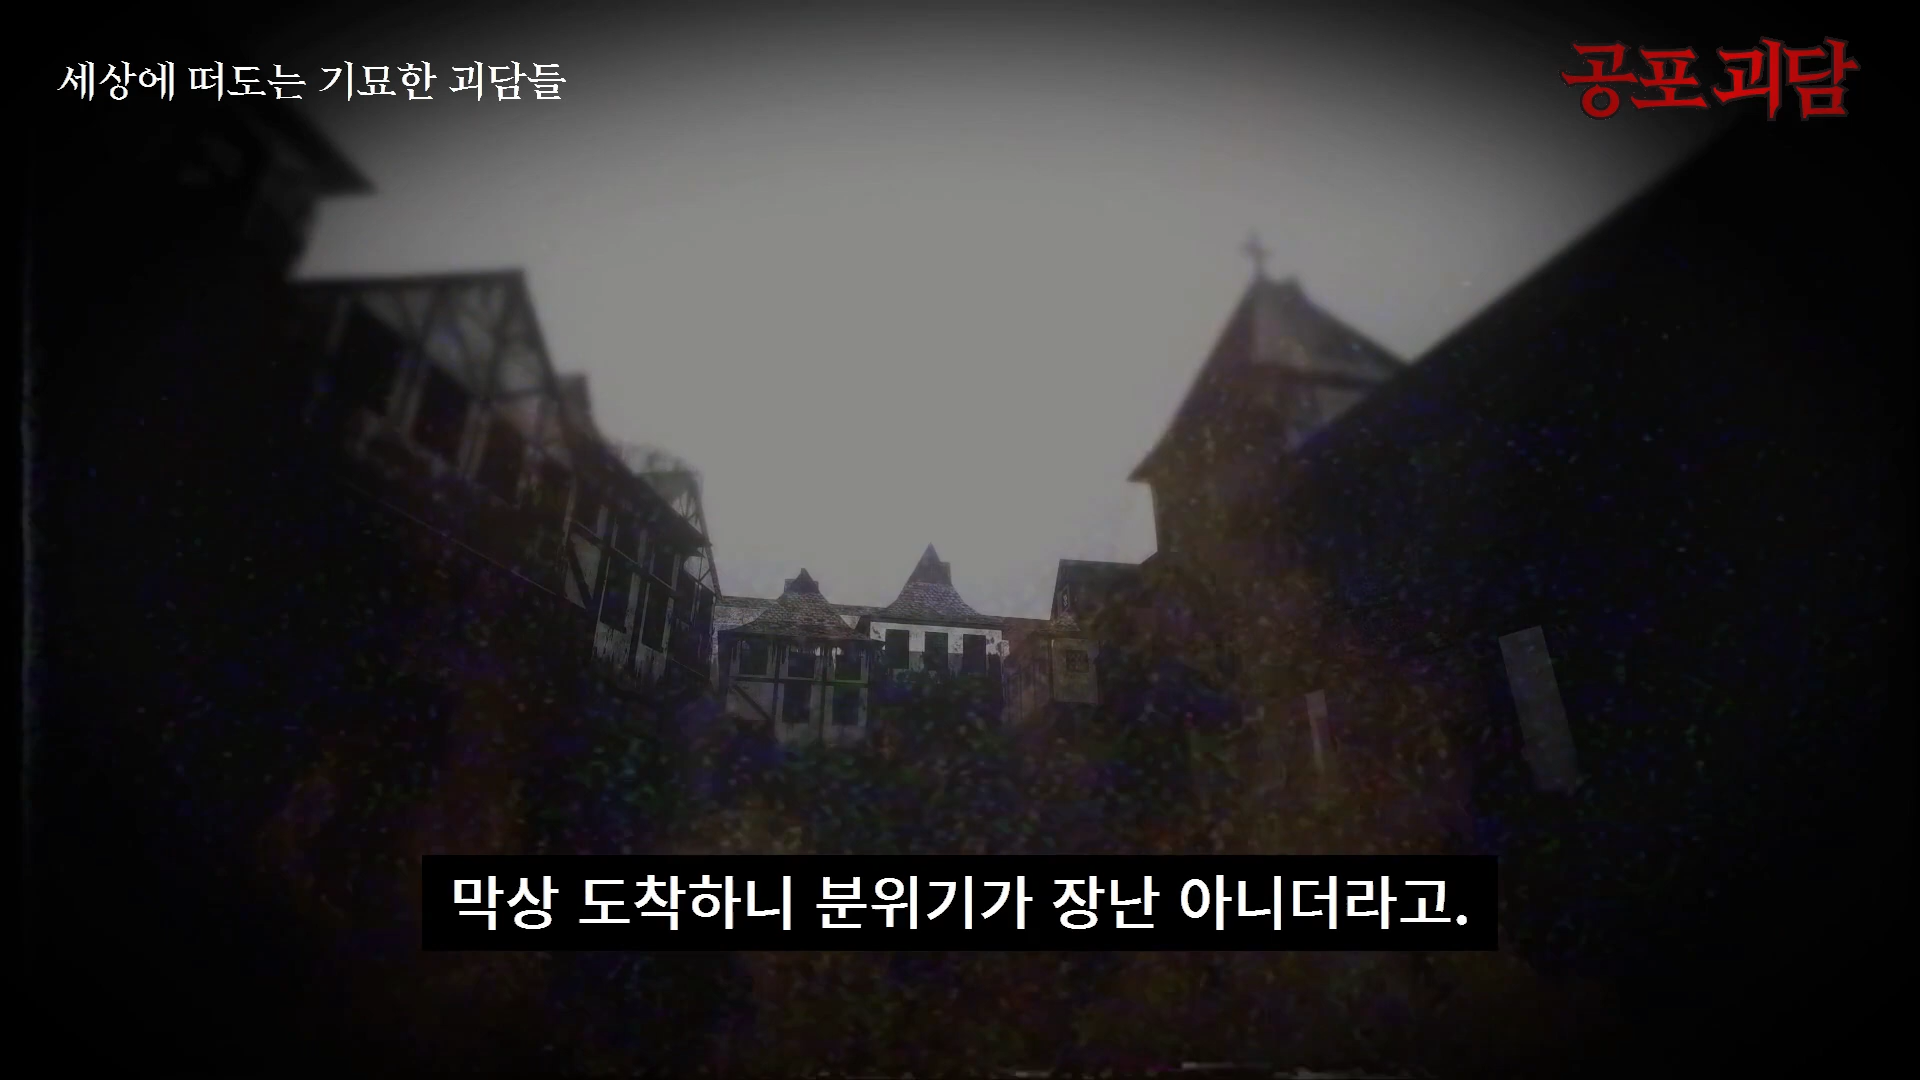 세상에 떠도는 기묘한 괴담들
공포 괴담
막상 도착하니 분위기가 장난 아니더라고.